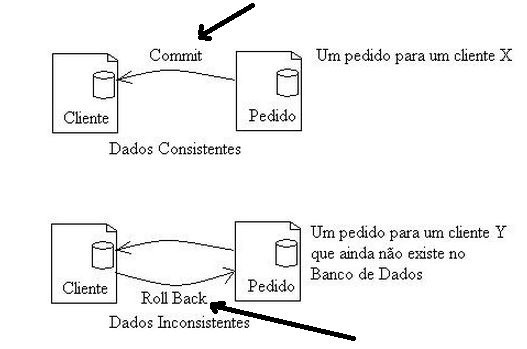 Commit
Um pedido para um cliente X
Cliente
Pedido
Dados Consistentes
Um pedido para um cliente Y
que ainda não existe no
Banco de Dados
Cliente
Pedido
Roll Back
Dados Inconsistentes